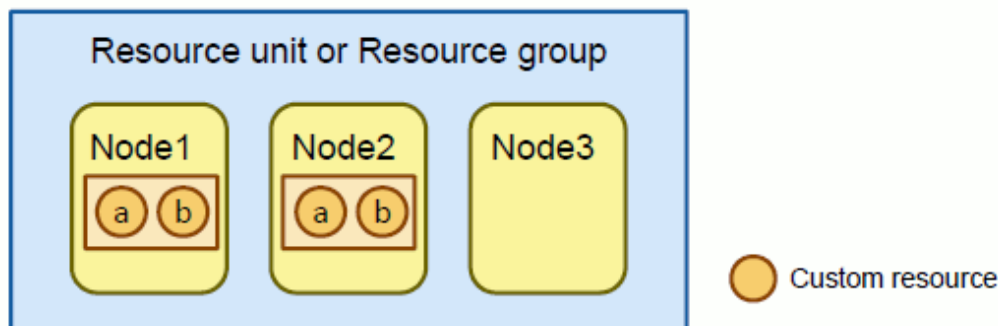 Resource unit or Resource group
Node1 Node2 Node3
a b a b
Custom resource